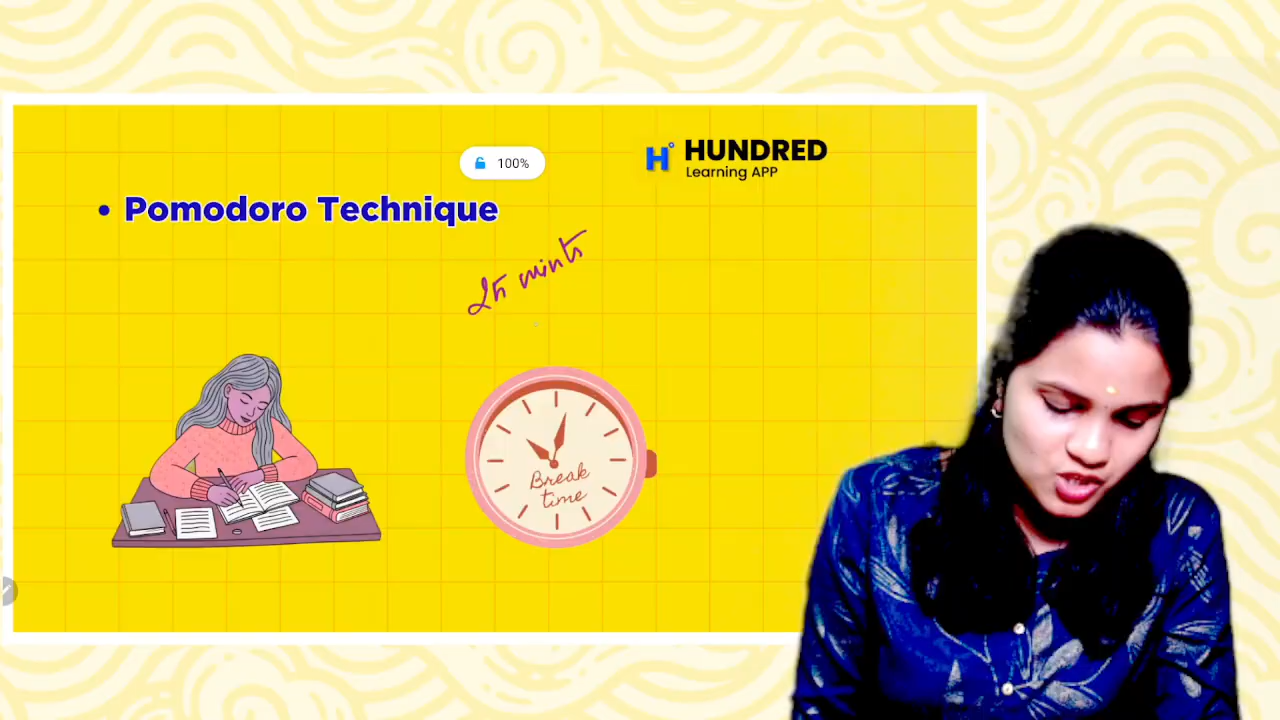 HUNDRED
Learning APP
100%
• Pomodoro Technique
25 mints
Break
time